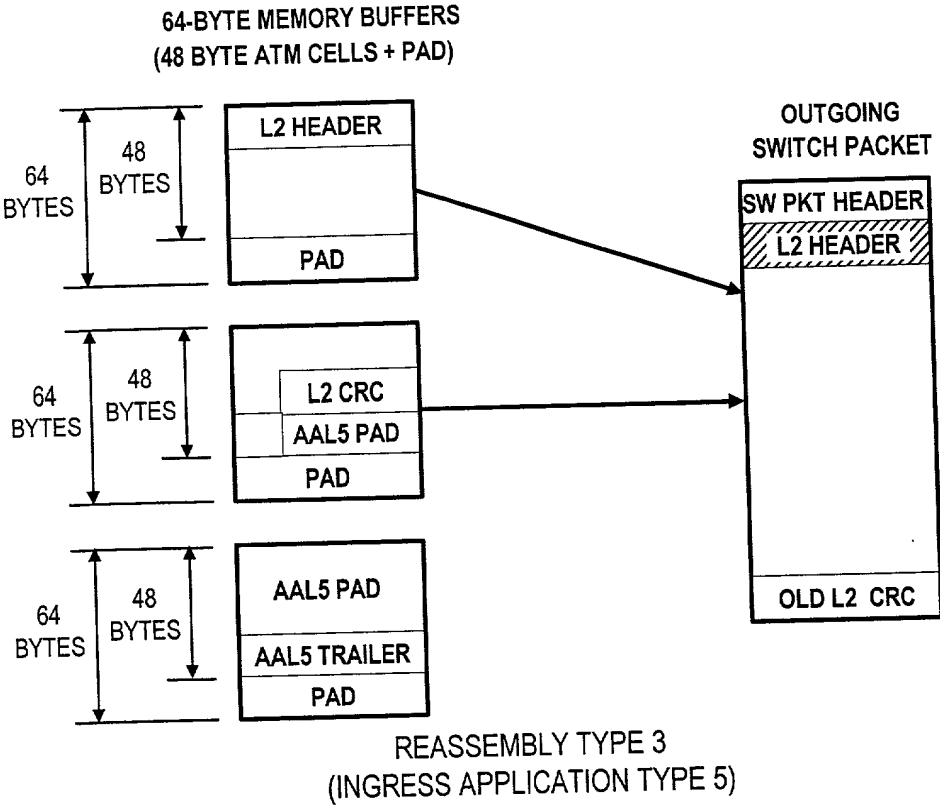 64-BYTE MEMORY BUFFERS
(48 BYTE ATM CELLS + PAD)
64
BYTES
48
BYTES
L2 HEADER
PAD
OUTGOING
SWITCH PACKET
SW PKT HEADER
L2 HEADER
64
BYTES
48
BYTES
L2 CRC
AAL5 PAD
PAD
64
BYTES
48
BYTES
AAL5 PAD
AAL5 TRAILER
PAD
OLD L2 CRC
REASSEMBLY TYPE 3
(INGRESS APPLICATION TYPE 5)